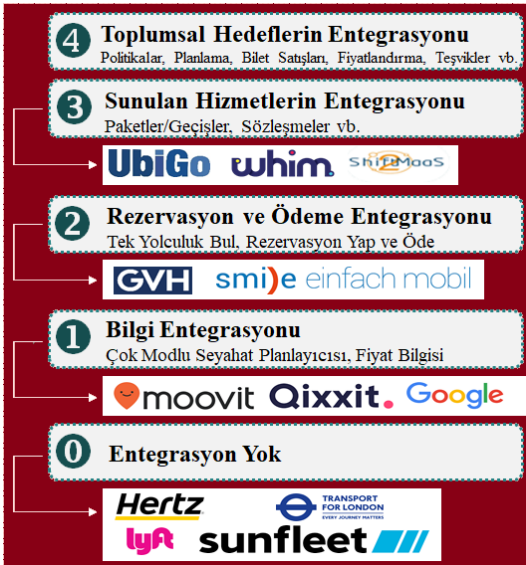 4 Toplumsal Hedeflerin Entegrasyonu
Politikalar, Planlama, Bilet Satışları, Fiyatlandırma, Teşvikler vb.
3 Sunulan Hizmetlerin Entegrasyonu
Paketler/Geçişler, Sözleşmeler vb.
UbiGo whim Shift2MaaS
2 Rezervasyon ve Ödeme Entegrasyonu
Tek Yolculuk Bul, Rezervasyon Yap ve Öde
GVH smile einfach mobil
1 Bilgi Entegrasyonu
Çok Modlu Seyahat Planlayıcısı, Fiyat Bilgisi
moovit Qixxit. Google
0 Entegrasyon Yok
Hertz. TRANSPORT
FOR LONDON
EVERY JOURNEY MATTERS
lyft sunfleet